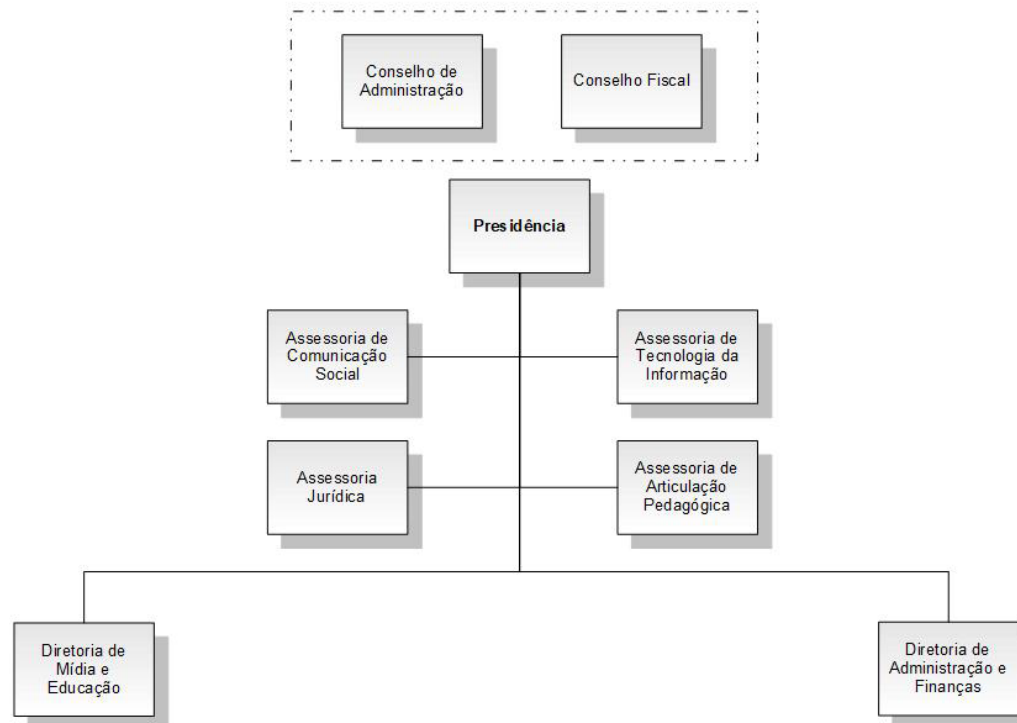 Conselho de
Administração
Conselho Fiscal
Presidência
Assessoria de
Comunicação
Social
Assessoria de
Tecnologia da
Informação
Assessoria
Jurídica
Assessoria de
Articulação
Pedagógica
Diretoria de
Mídia e
Educação
Diretoria de
Administração e
Finanças